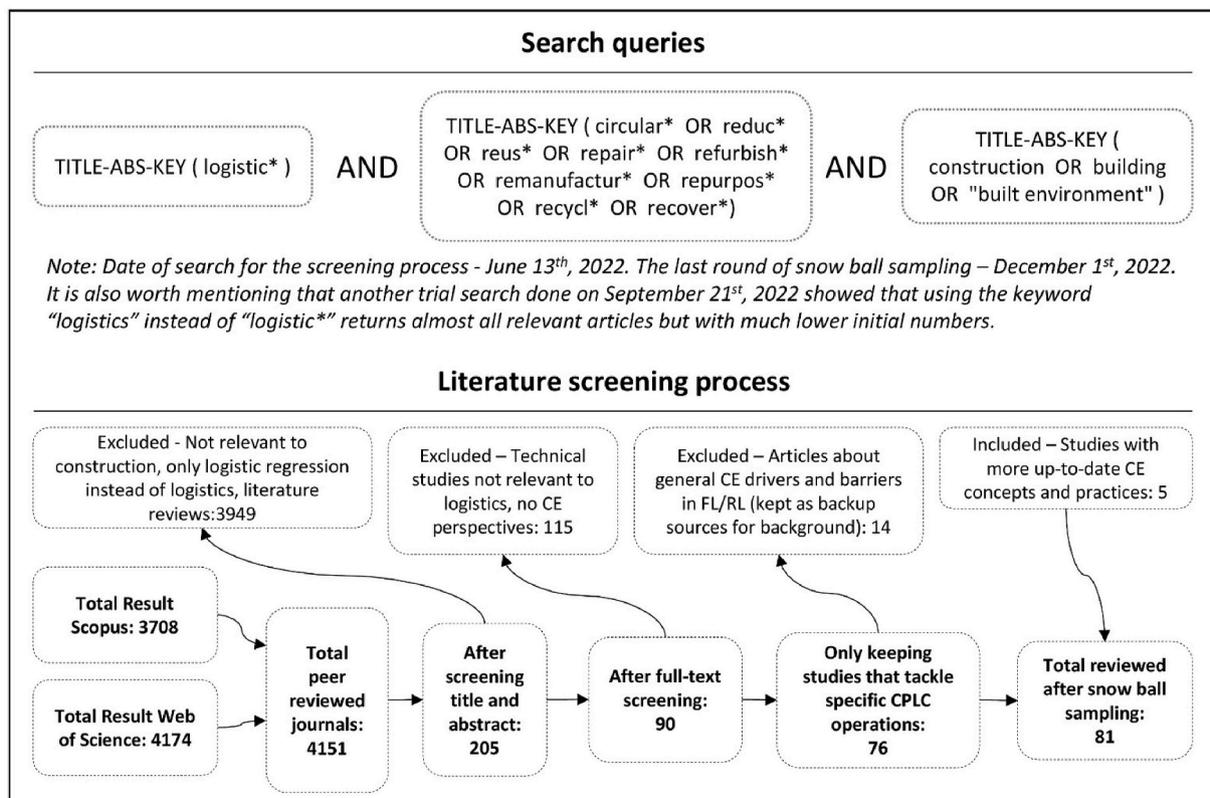 Search queries
TITLE-ABS-KEY ( logistic* )
AND
TITLE-ABS-KEY ( circular* OR reduc*
OR reus* OR repair* OR refurbish*
OR remanufactur* OR repurpos*
OR recycl* OR recover*)
AND
TITLE-ABS-KEY (
construction OR building
OR "built environment" )
Note: Date of search for the screening process - June 13th, 2022. The last round of snow ball sampling – December 1st, 2022.
It is also worth mentioning that another trial search done on September 21st, 2022 showed that using the keyword
“logistics” instead of “logistic*” returns almost all relevant articles but with much lower initial numbers.
Literature screening process
Excluded - Not relevant to
construction, only logistic regression
instead of logistics, literature
reviews:3949
Excluded – Technical
studies not relevant to
logistics, no CE
perspectives: 115
Excluded – Articles about
general CE drivers and barriers
in FL/RL (kept as backup
sources for background): 14
Included – Studies with
more up-to-date CE
concepts and practices: 5
Total Result
Scopus: 3708
Total Result Web
of Science: 4174
Total
peer
reviewed
journals:
4151
After
screening
title and
abstract:
205
After full-text
screening:
90
Only keeping
studies that tackle
specific CPLC
operations:
76
Total reviewed
after snow ball
sampling:
81